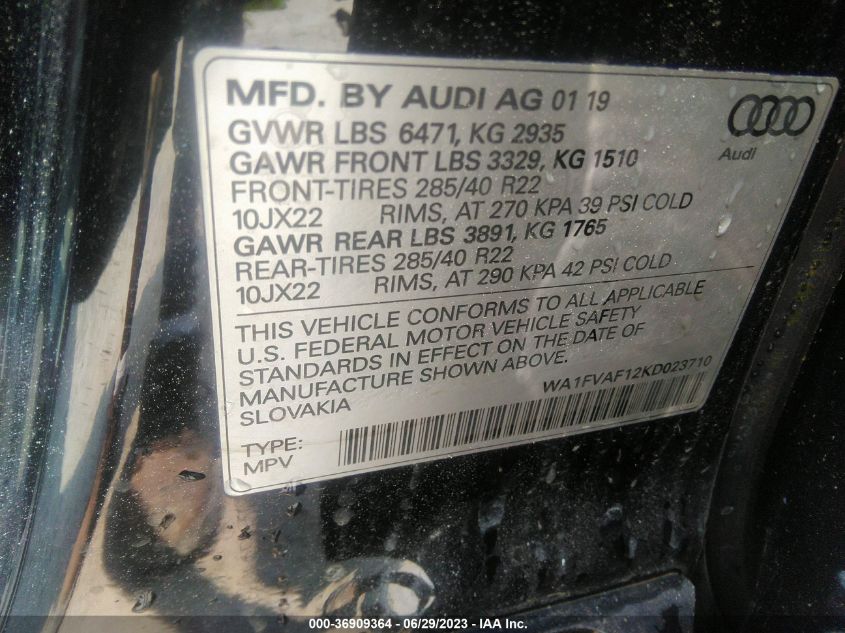 MFD. BY AUDI AG 01 19
GVWR LBS 6471, KG 2935
GAWR FRONT LBS 3329, KG 1510
FRONT-TIRES 285/40 R22
10JX22 RIMS, AT 270 KPA 39 PSI COLD
GAWR REAR LBS 3891, KG 1765
REAR-TIRES 285/40 R22
10JX22 RIMS, AT 290 KPA 42 PSI COLD
Audi
THIS VEHICLE CONFORMS TO ALL APPLICABLE
U.S. FEDERAL MOTOR VEHICLE SAFETY
STANDARDS IN EFFECT ON THE DATE OF
MANUFACTURE SHOWN ABOVE.
SLOVAKIA
WA1FVAF12KD023710
TYPE:
MPV
000-36909364 - 06/29/2023 - IAA Inc.